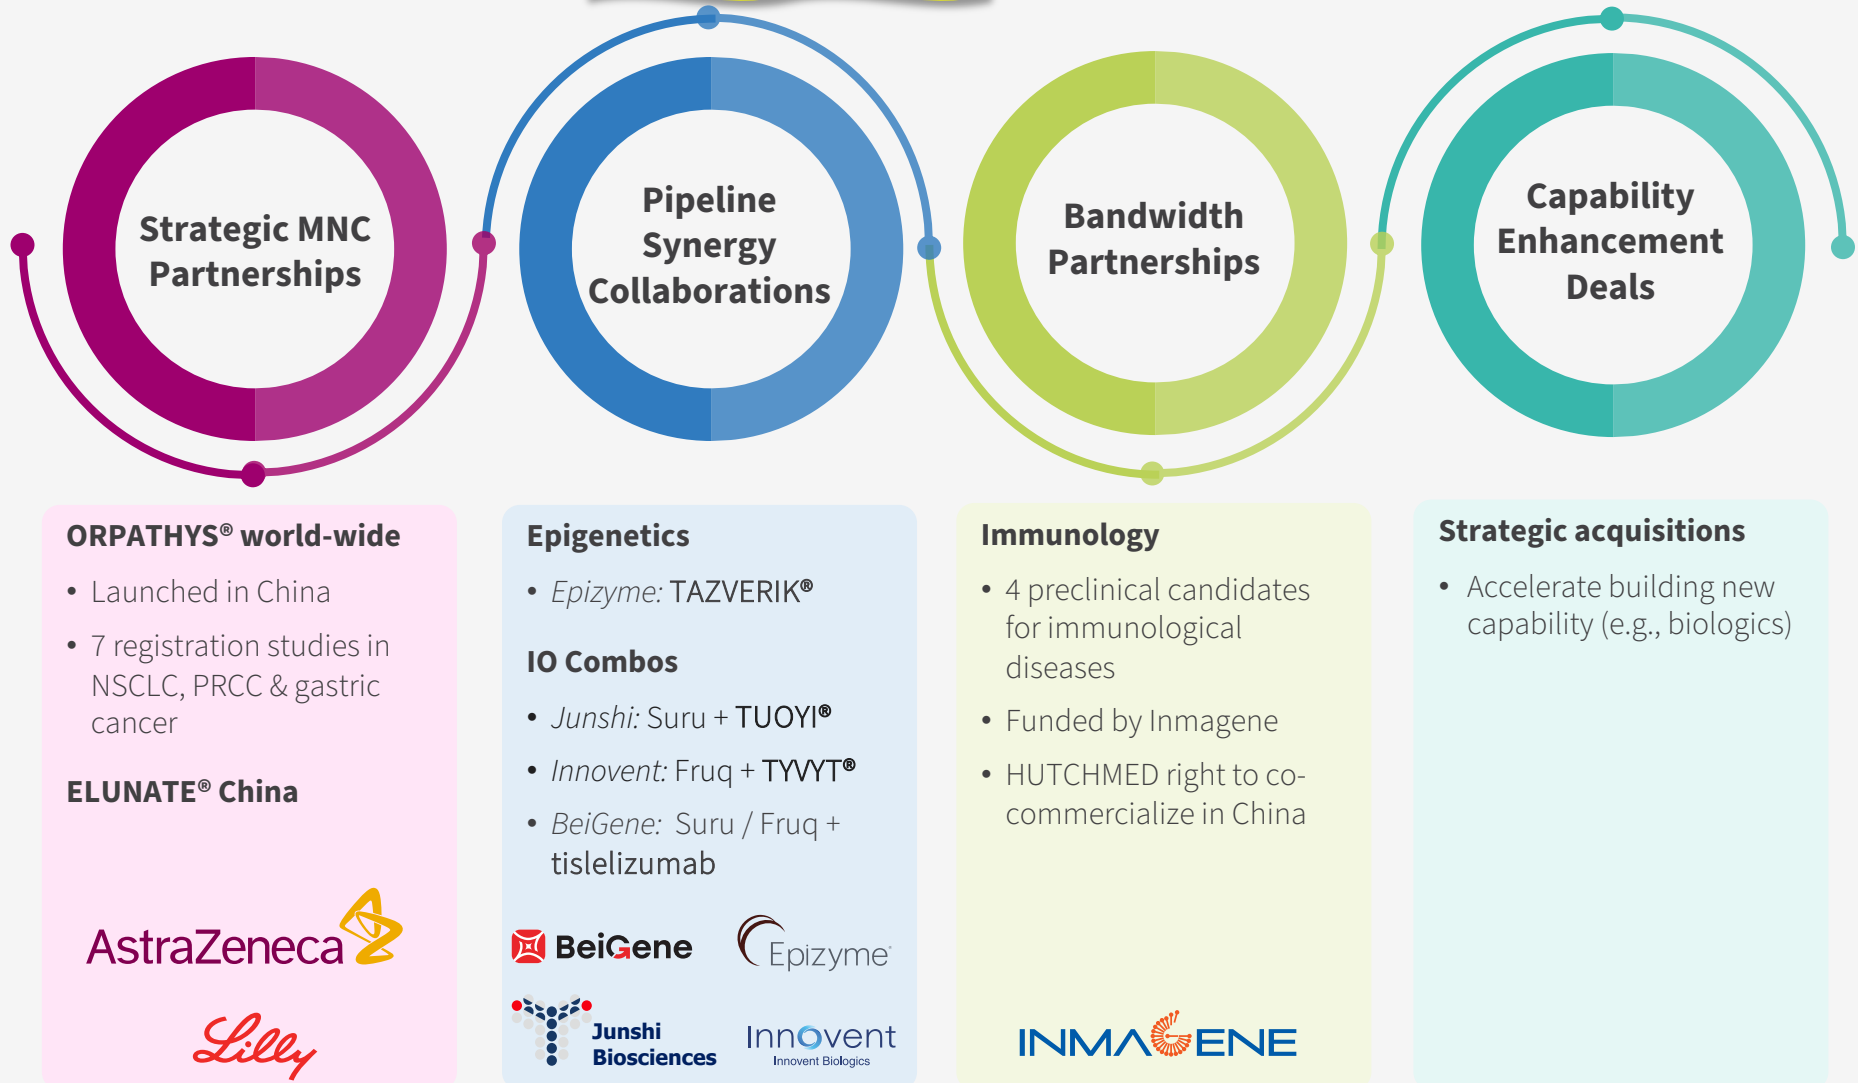 Strategic MNC
Partnerships
Pipeline
Synergy
Collaborations
Bandwidth
Partnerships
Capability
Enhancement
Deals
ORPATHYS® world-wide
• Launched in China
• 7 registration studies in
NSCLC, PRCC & gastric
cancer
ELUNATE® China
AstraZeneca
Lilly
Epigenetics
• Epizyme: TAZVERIK®
IO Combos
• Junshi: Suru + TUOYI®
• Innovent: Fruq + TYVYT®
• BeiGene: Suru / Fruq +
tislelizumab
BeiGene
Epizyme
Junshi
Biosciences
Innovent
Innovent Biologics
Immunology
• 4 preclinical candidates
for immunological
diseases
• Funded by Inmagene
• HUTCHMED right to co-
commercialize in China
INMAGENE
Strategic acquisitions
• Accelerate building new
capability (e.g., biologics)